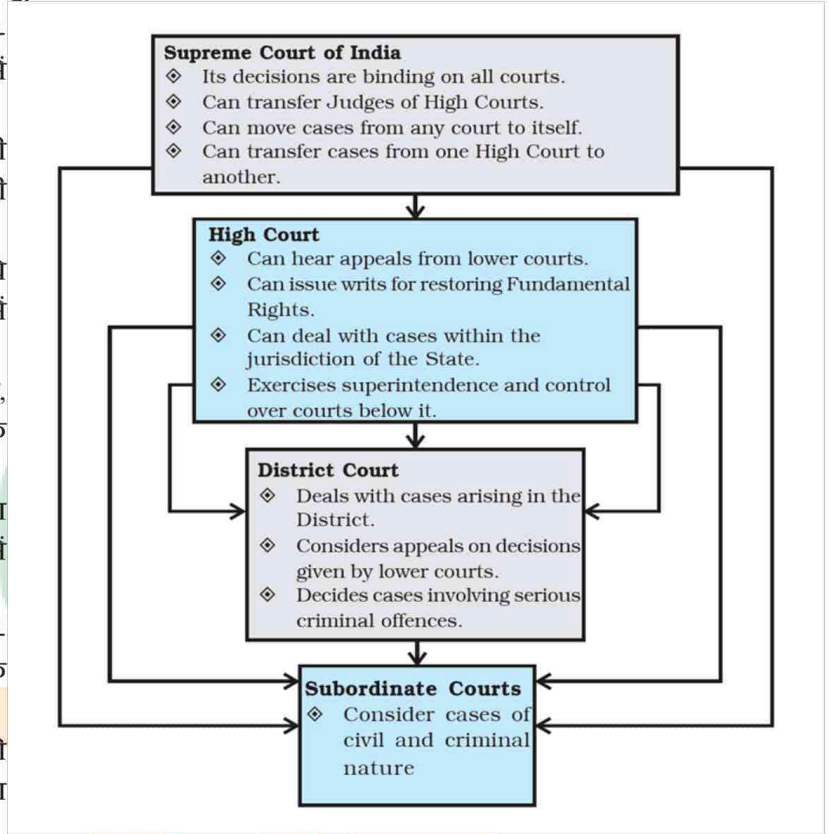 Supreme Court of India
◈ Its decisions are binding on all courts.
◈ Can transfer Judges of High Courts.
◈ Can move cases from any court to itself.
◈ Can transfer cases from one High Court to
another.
High Court
◈ Can hear appeals from lower courts.
◈ Can issue writs for restoring Fundamental
Rights.
◈ Can deal with cases within the
jurisdiction of the State.
◈ Exercises superintendence and control
over courts below it.
District Court
◈ Deals with cases arising in the
District.
◈ Considers appeals on decisions
given by lower courts.
◈ Decides cases involving serious
criminal offences.
Subordinate Courts
◈ Consider cases of
civil and criminal
nature